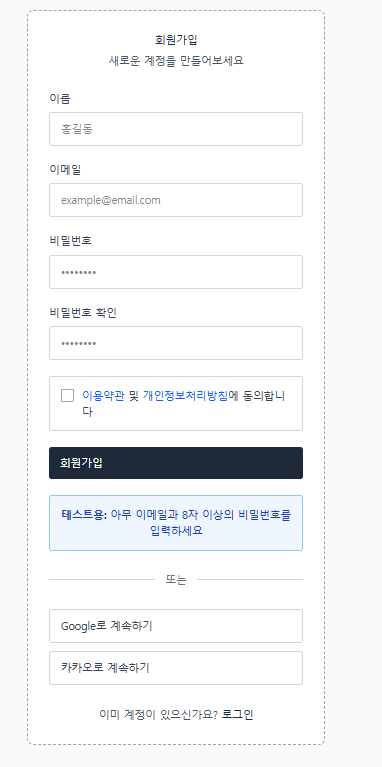 회원가입
새로운 계정을 만들어보세요
이름
홍길동
이메일
example@email.com
비밀번호
••••••••
비밀번호 확인
••••••••
이용약관 및 개인정보처리방침에 동의합니
다
회원가입
테스트용: 아무 이메일과 8자 이상의 비밀번호를
입력하세요
또는
Google로 계속하기
카카오로 계속하기
이미 계정이 있으신가요? 로그인